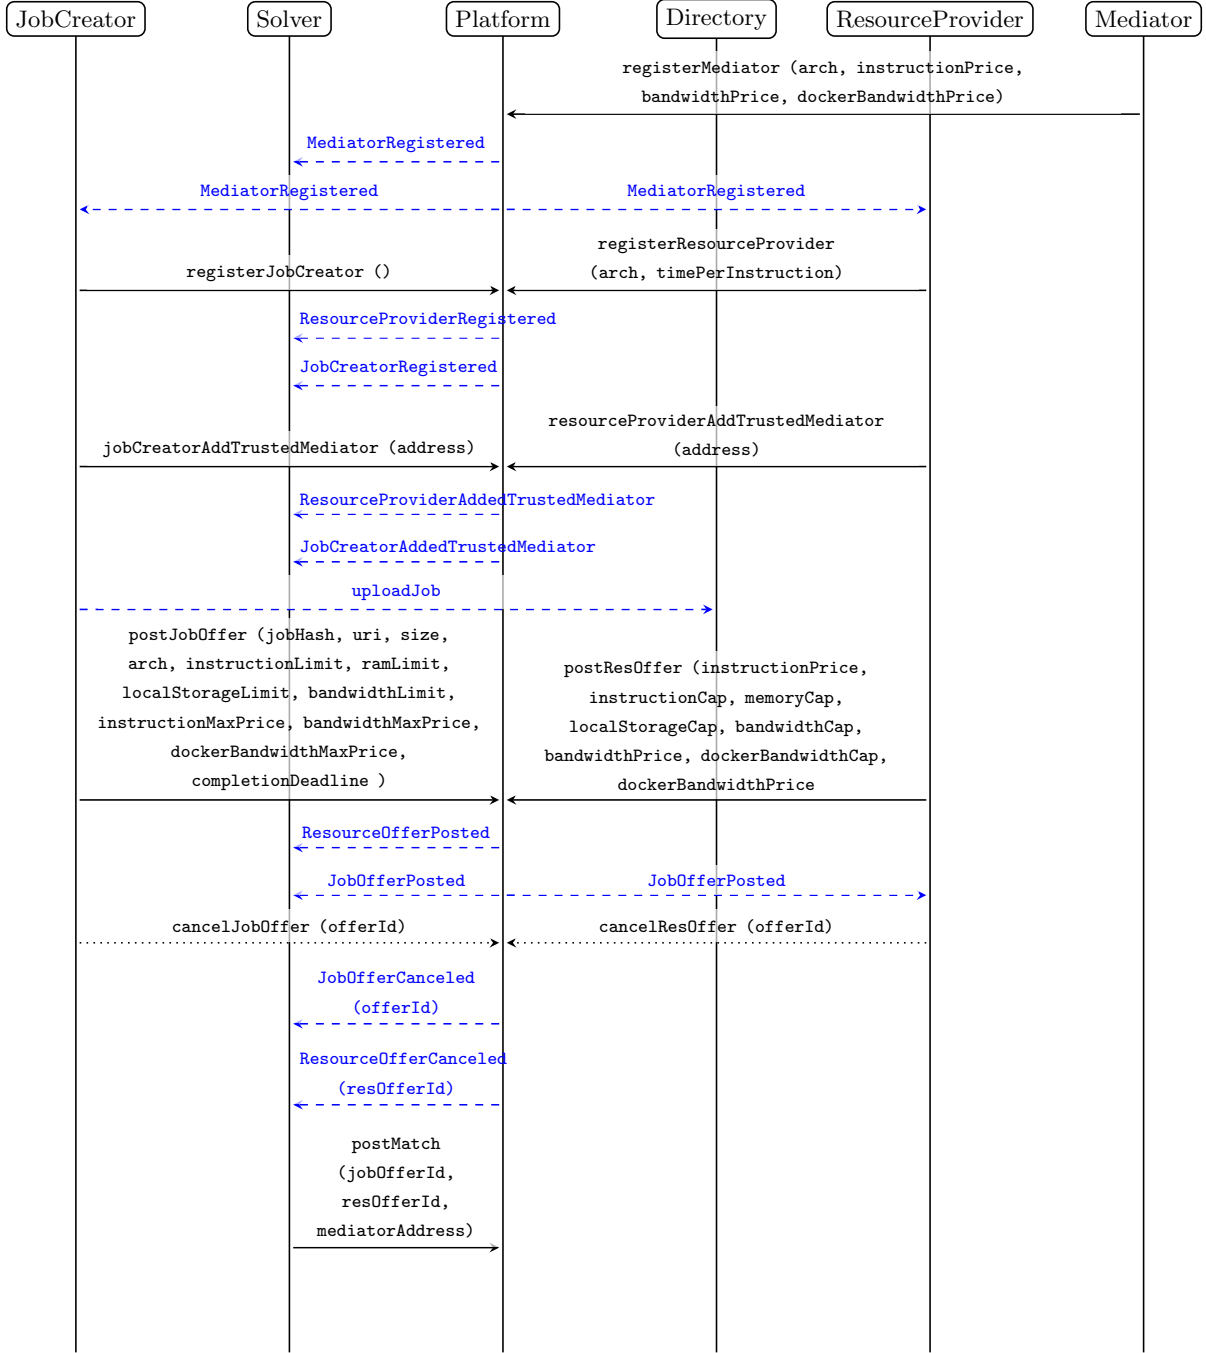 JobCreator Solver Platform Directory ResourceProvider Mediator
registerMediator (arch, instructionPrice,
bandwidthPrice, dockerBandwidthPrice)
MediatorRegistered
MediatorRegistered MediatorRegistered
registerJobCreator ()
registerResourceProvider
(arch, timePerInstruction)
ResourceProviderRegistered
JobCreatorRegistered
jobCreatorAddTrustedMediator (address)
resourceProviderAddTrustedMediator
(address)
ResourceProviderAddedTrustedMediator
JobCreatorAddedTrustedMediator
uploadJob
postJobOffer (jobHash, uri, size,
arch, instructionLimit, ramLimit,
localStorageLimit, bandwidthLimit,
instructionMaxPrice, bandwidthMaxPrice,
dockerBandwidthMaxPrice,
completionDeadline )
postResOffer (instructionPrice,
instructionCap, memoryCap,
localStorageCap, bandwidthCap,
bandwidthPrice, dockerBandwidthCap,
dockerBandwidthPrice
ResourceOfferPosted
JobOfferPosted JobOfferPosted
cancelJobOffer (offerId) cancelResOffer (offerId)
JobOfferCanceled
(offerId)
ResourceOfferCanceled
(resOfferId)
postMatch
(jobOfferId,
resOfferId,
mediatorAddress)